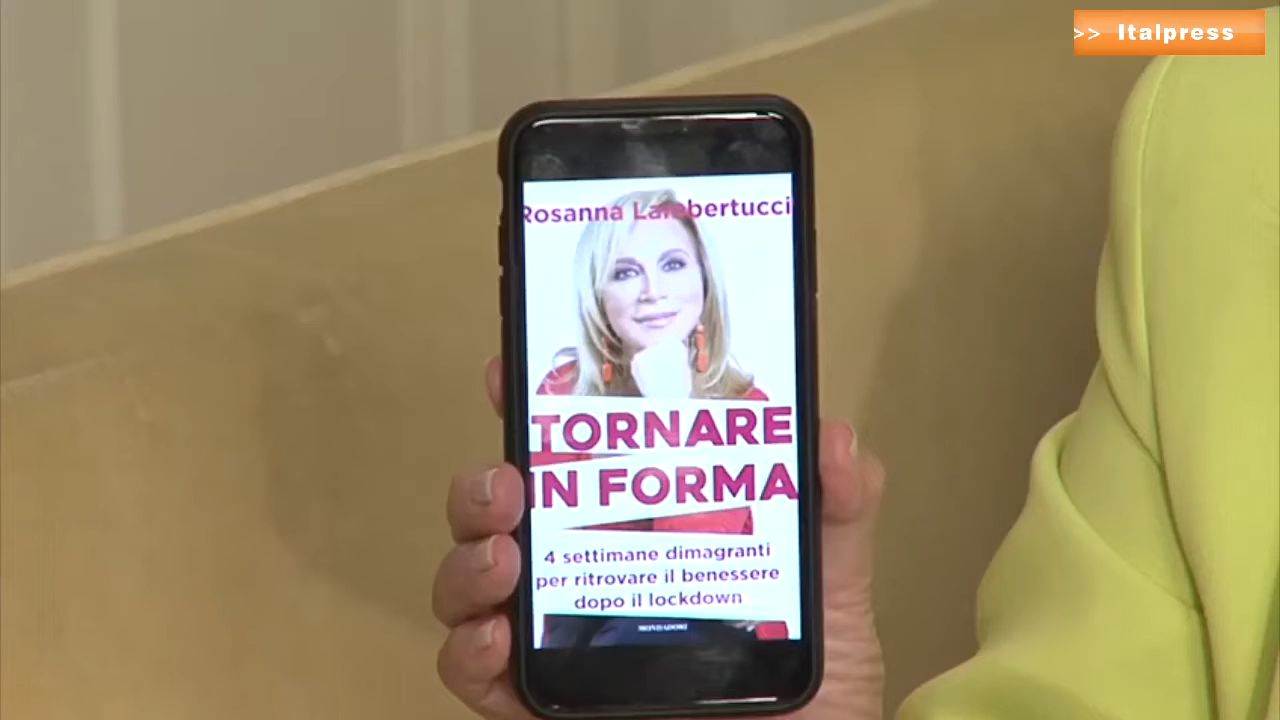 >> Italpress
Rosanna Lambertucci
TORNARE
IN FORMA
4 settimane dimagranti
per ritrovare il benessere
dopo il lockdown
MONDADORI